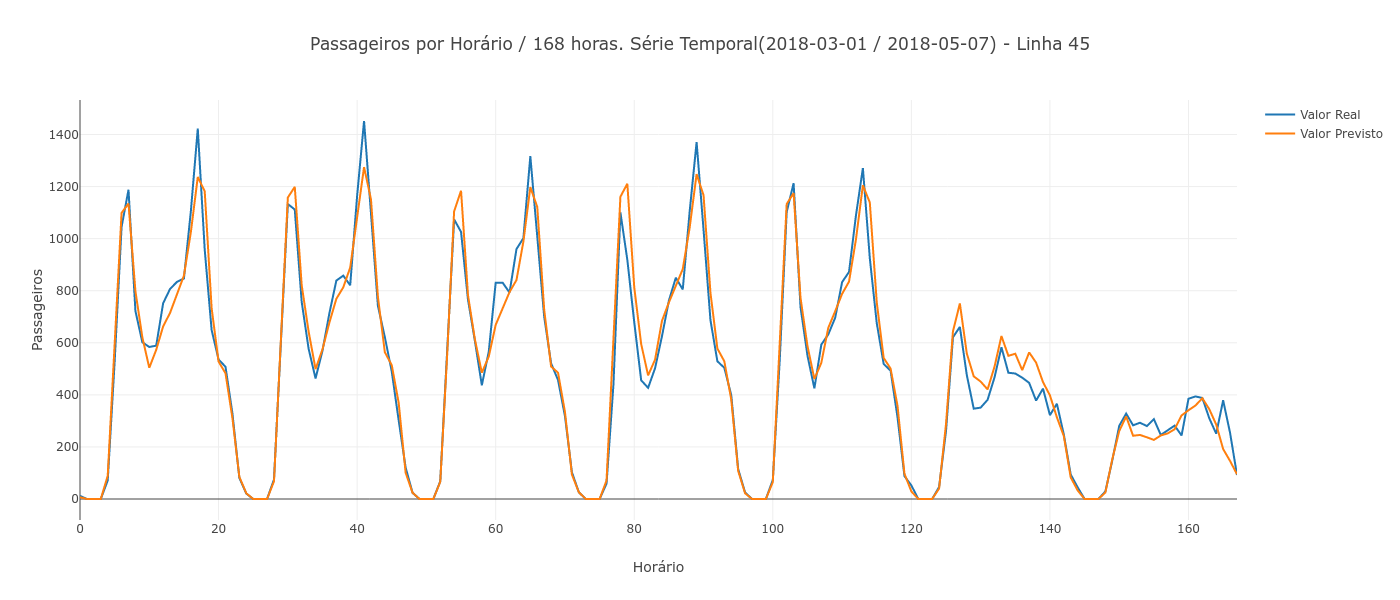 Passageiros por Horário / 168 horas. Série Temporal(2018-03-01 / 2018-05-07) - Linha 45
Valor Real
Valor Previsto
Passageiros
1400
1200
1000
800
600
400
200
0
0 20 40 60 80 100 120 140 160
Horário